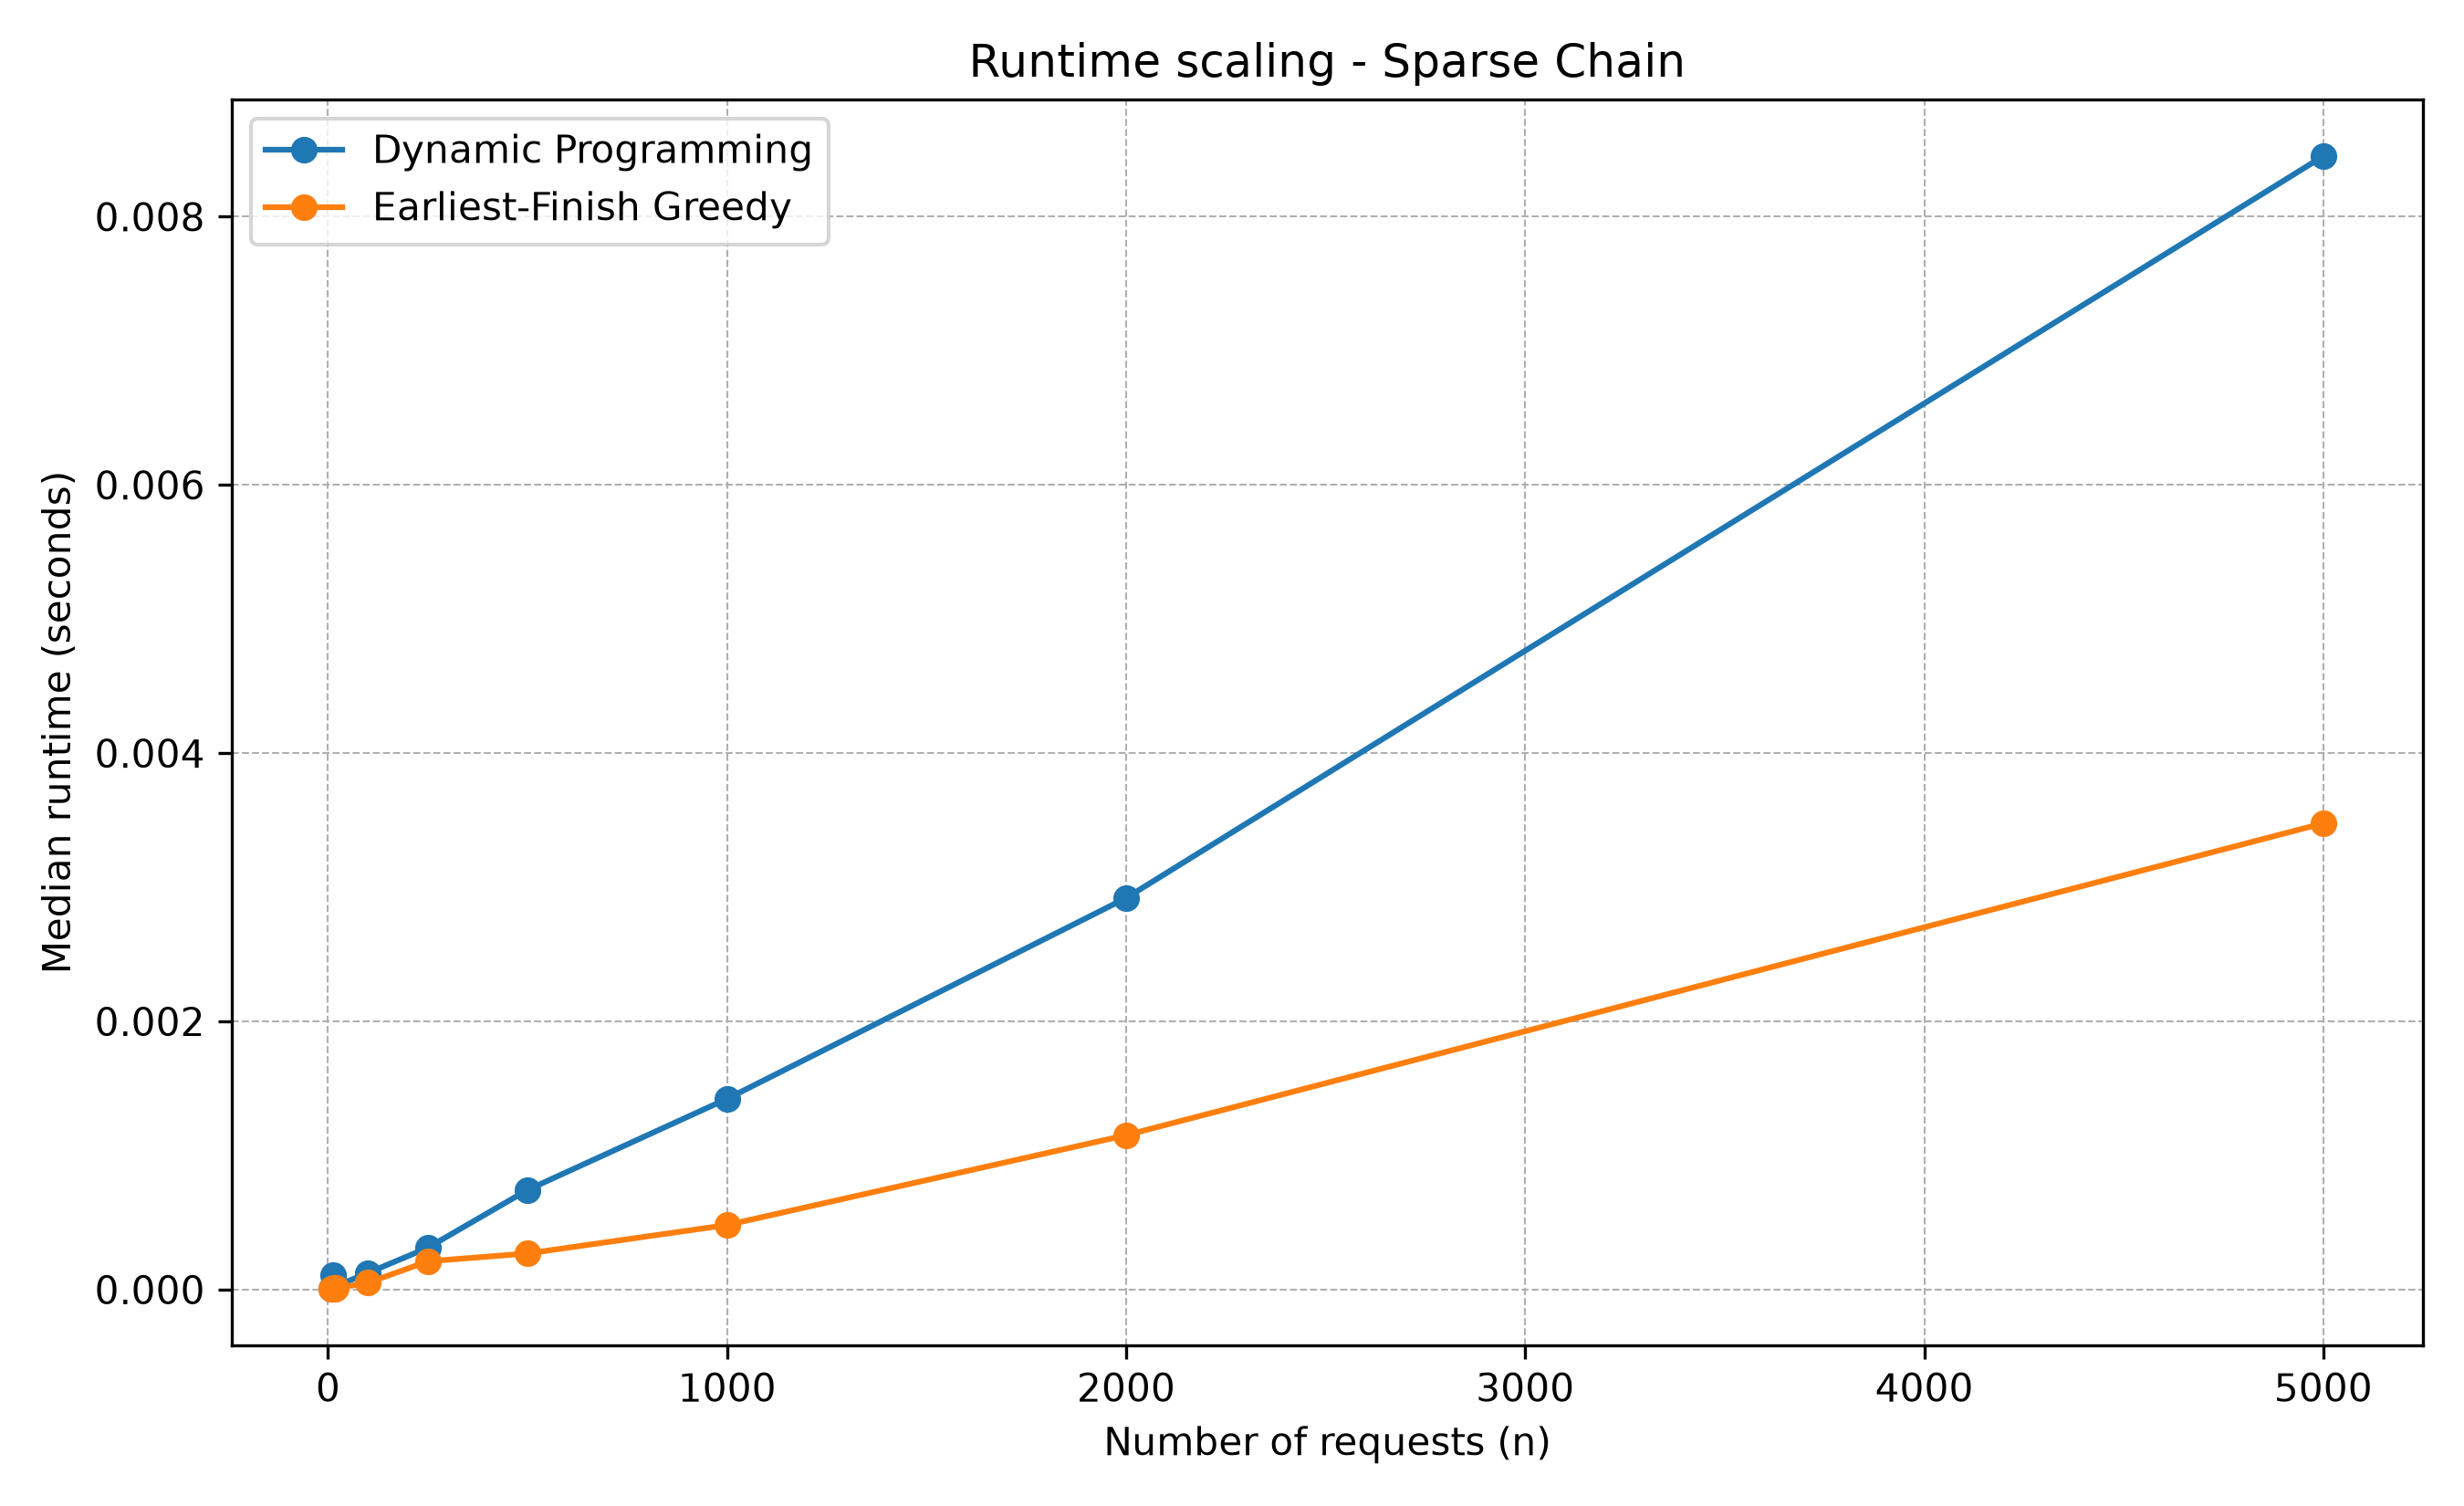 Runtime scaling - Sparse Chain
Dynamic Programming
Earliest-Finish Greedy
Median runtime (seconds)
0.008
0.006
0.004
0.002
0.000
0 1000 2000 3000 4000 5000
Number of requests (n)